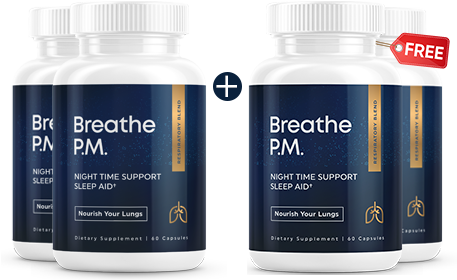 Breathe
P.M.
RESPIRATORY BLEND
NIGHT TIME SUPPORT
SLEEP AID†
Nourish Your Lungs
Dietary Supplement | 60 Capsules
+
Breathe
P.M.
RESPIRATORY BLEND
NIGHT TIME SUPPORT
SLEEP AID†
Nourish Your Lungs
Dietary Supplement | 60 Capsules
FREE